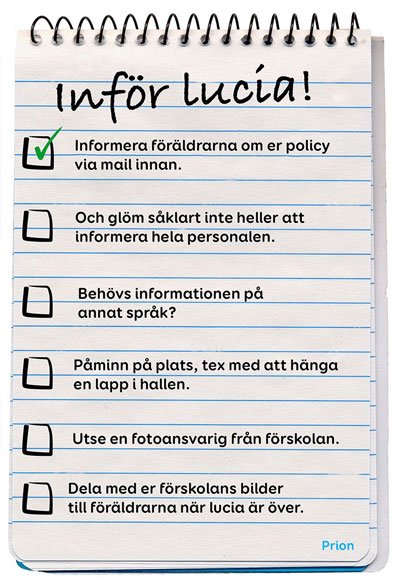 Inför lucia!
Informera föräldrarna om er policy
via mail innan.
Och glöm såklart inte heller att
informera hela personalen.
Behövs informationen på
annat språk?
Påminn på plats, tex med att hänga
en lapp i hallen.
Utse en fotoansvarig från förskolan.
Dela med er förskolans bilder
till föräldrarna när lucia är över.
Prion